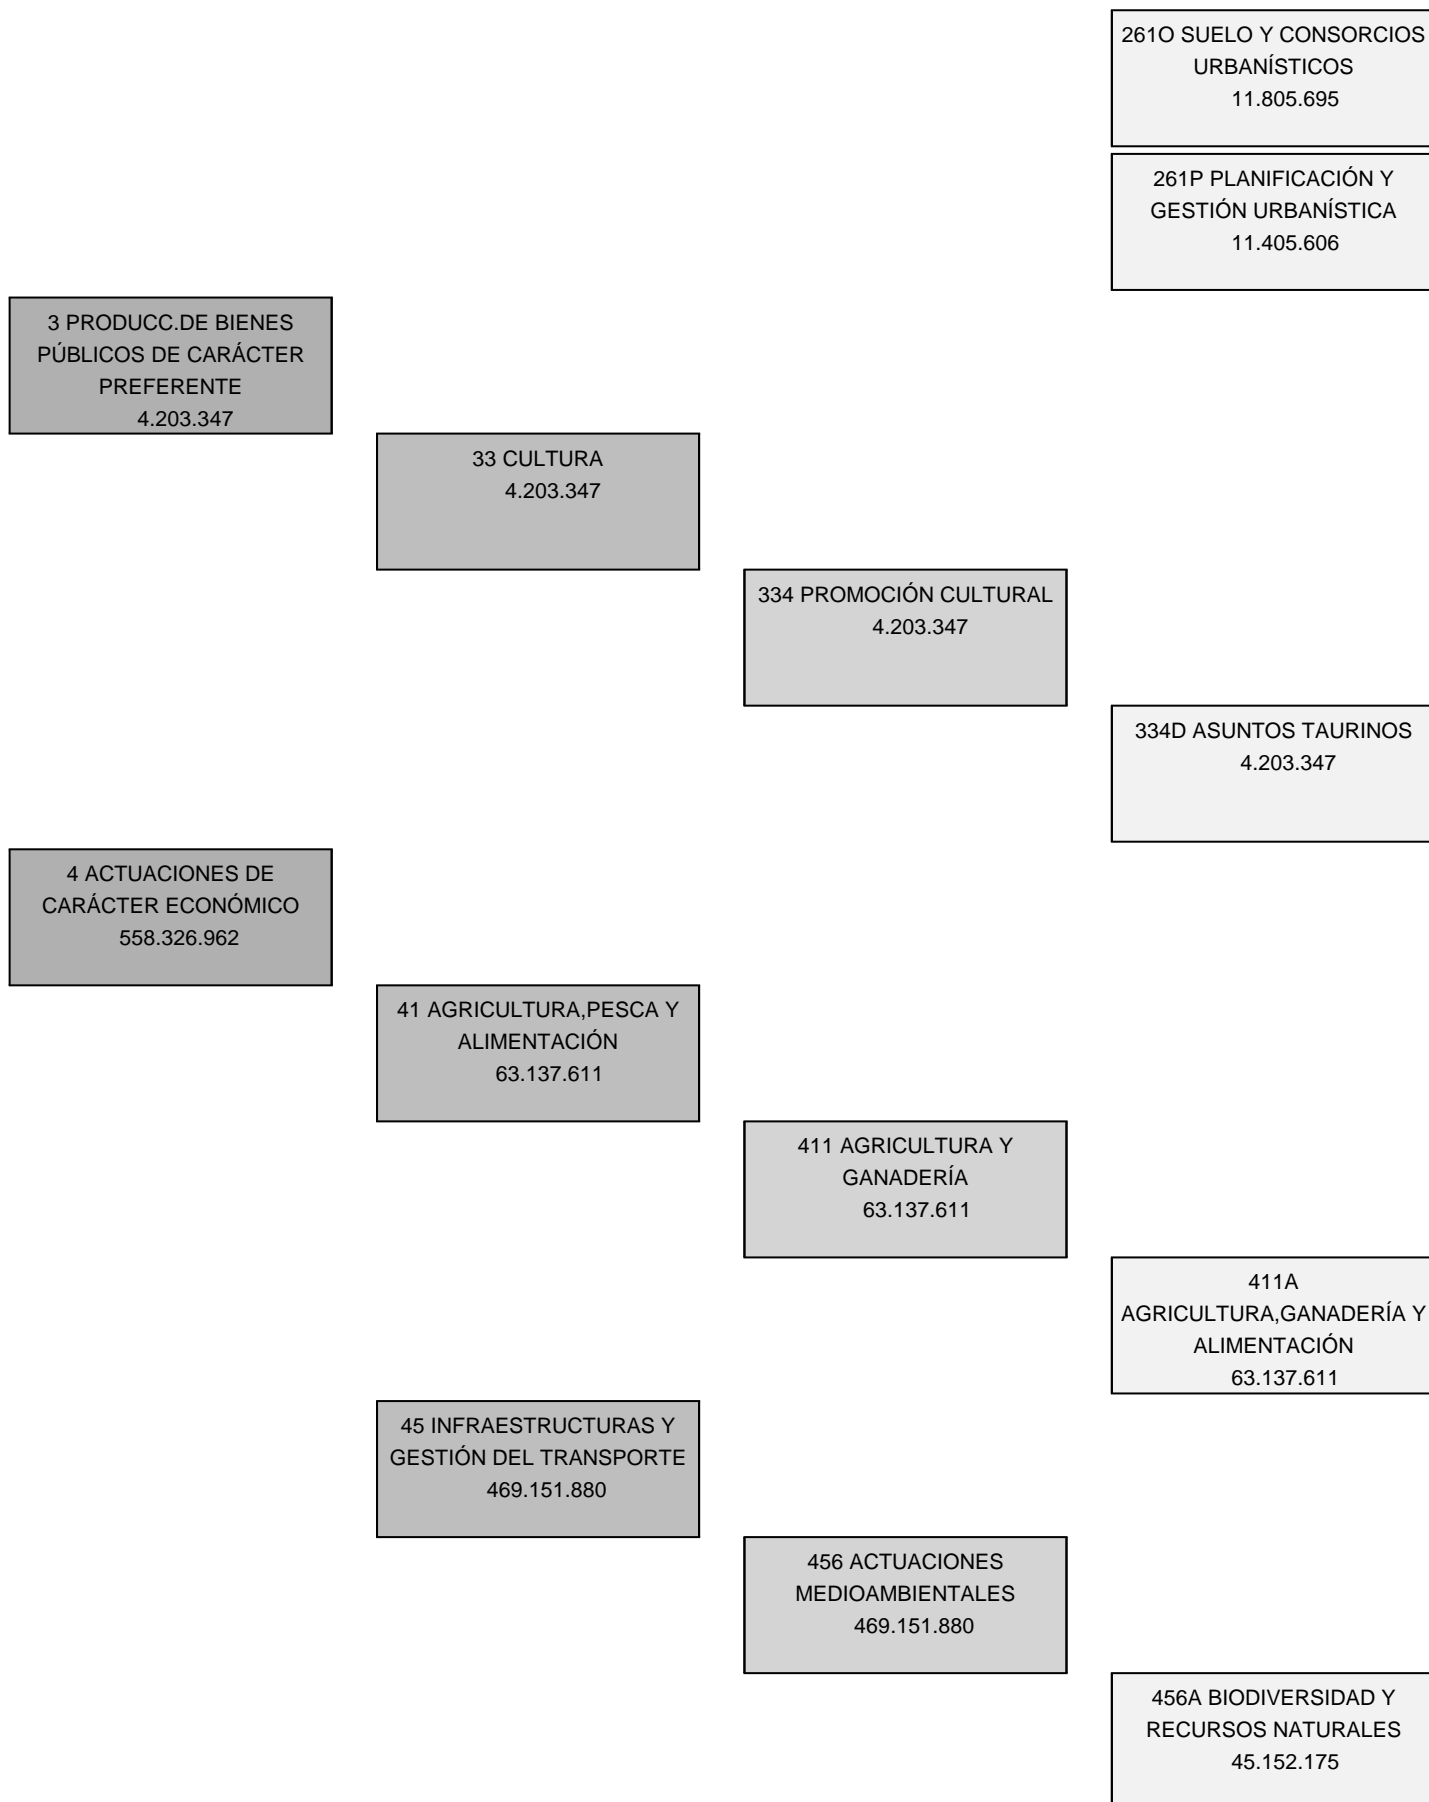 261O SUELO Y CONSORCIOS
URBANÍSTICOS
11.805.695
261P PLANIFICACIÓN Y
GESTIÓN URBANÍSTICA
11.405.606
3 PRODUCC.DE BIENES
PÚBLICOS DE CARÁCTER
PREFERENTE
4.203.347
33 CULTURA
4.203.347
334 PROMOCIÓN CULTURAL
4.203.347
334D ASUNTOS TAURINOS
4.203.347
4 ACTUACIONES DE
CARÁCTER ECONÓMICO
558.326.962
41 AGRICULTURA,PESCA Y
ALIMENTACIÓN
63.137.611
411 AGRICULTURA Y
GANADERÍA
63.137.611
411A
AGRICULTURA,GANADERÍA Y
ALIMENTACIÓN
63.137.611
45 INFRAESTRUCTURAS Y
GESTIÓN DEL TRANSPORTE
469.151.880
456 ACTUACIONES
MEDIOAMBIENTALES
469.151.880
456A BIODIVERSIDAD Y
RECURSOS NATURALES
45.152.175